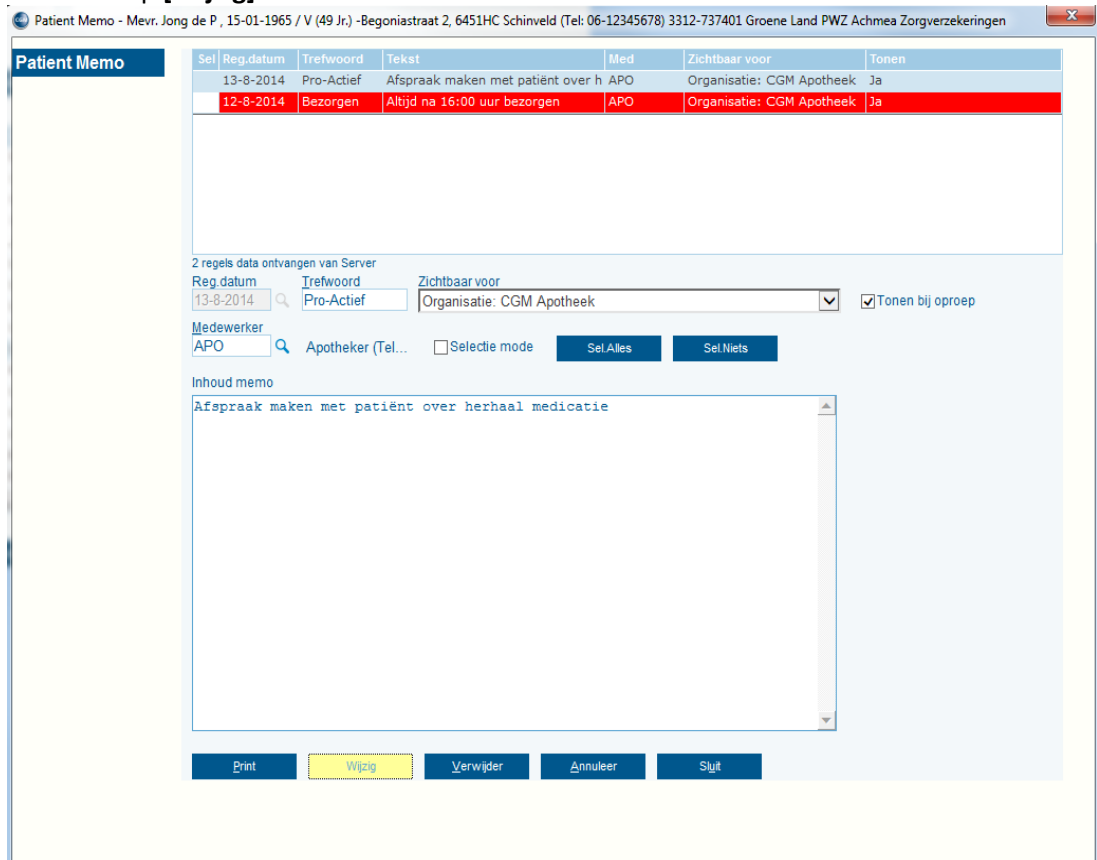 [Wijzig]
Patient Memo - Mevr. Jong de P , 15-01-1965 / V (49 Jr.) -Begoniastraat 2, 6451HC Schinveld (Tel: 06-12345678) 3312-737401 Groene Land PWZ Achmea Zorgverzekeringen
Patient Memo
Sel Reg.datum Trefwoord Tekst Med Zichtbaar voor Tonen
13-8-2014 Pro-Actief Afspraak maken met patiënt over h APO Organisatie: CGM Apotheek Ja
12-8-2014 Bezorgen Altijd na 16:00 uur bezorgen APO Organisatie: CGM Apotheek Ja
2 regels data ontvangen van Server
Reg.datum Trefwoord Zichtbaar voor
13-8-2014 Pro-Actief Organisatie: CGM Apotheek Tonen bij oproep
Medewerker
APO Apotheker (Tel... Selectie mode Sel.Alles Sel.Niets
Inhoud memo
Afspraak maken met patiënt over herhaal medicatie
Print Wijzig Verwijder Annuleer Sluit